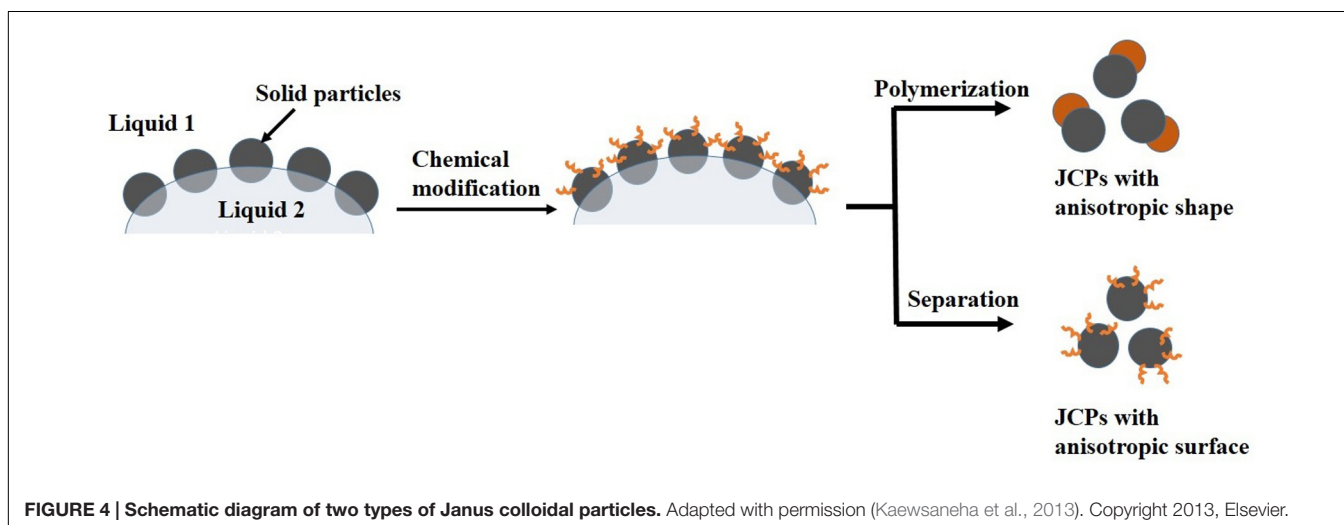 Solid particles
Liquid 1
Liquid 2
Chemical
modification
Polymerization
JCPs with
anisotropic shape
Separation
JCPs with
anisotropic surface
FIGURE 4 | Schematic diagram of two types of Janus colloidal particles. Adapted with permission (Kaewsaneha et al., 2013). Copyright 2013, Elsevier.